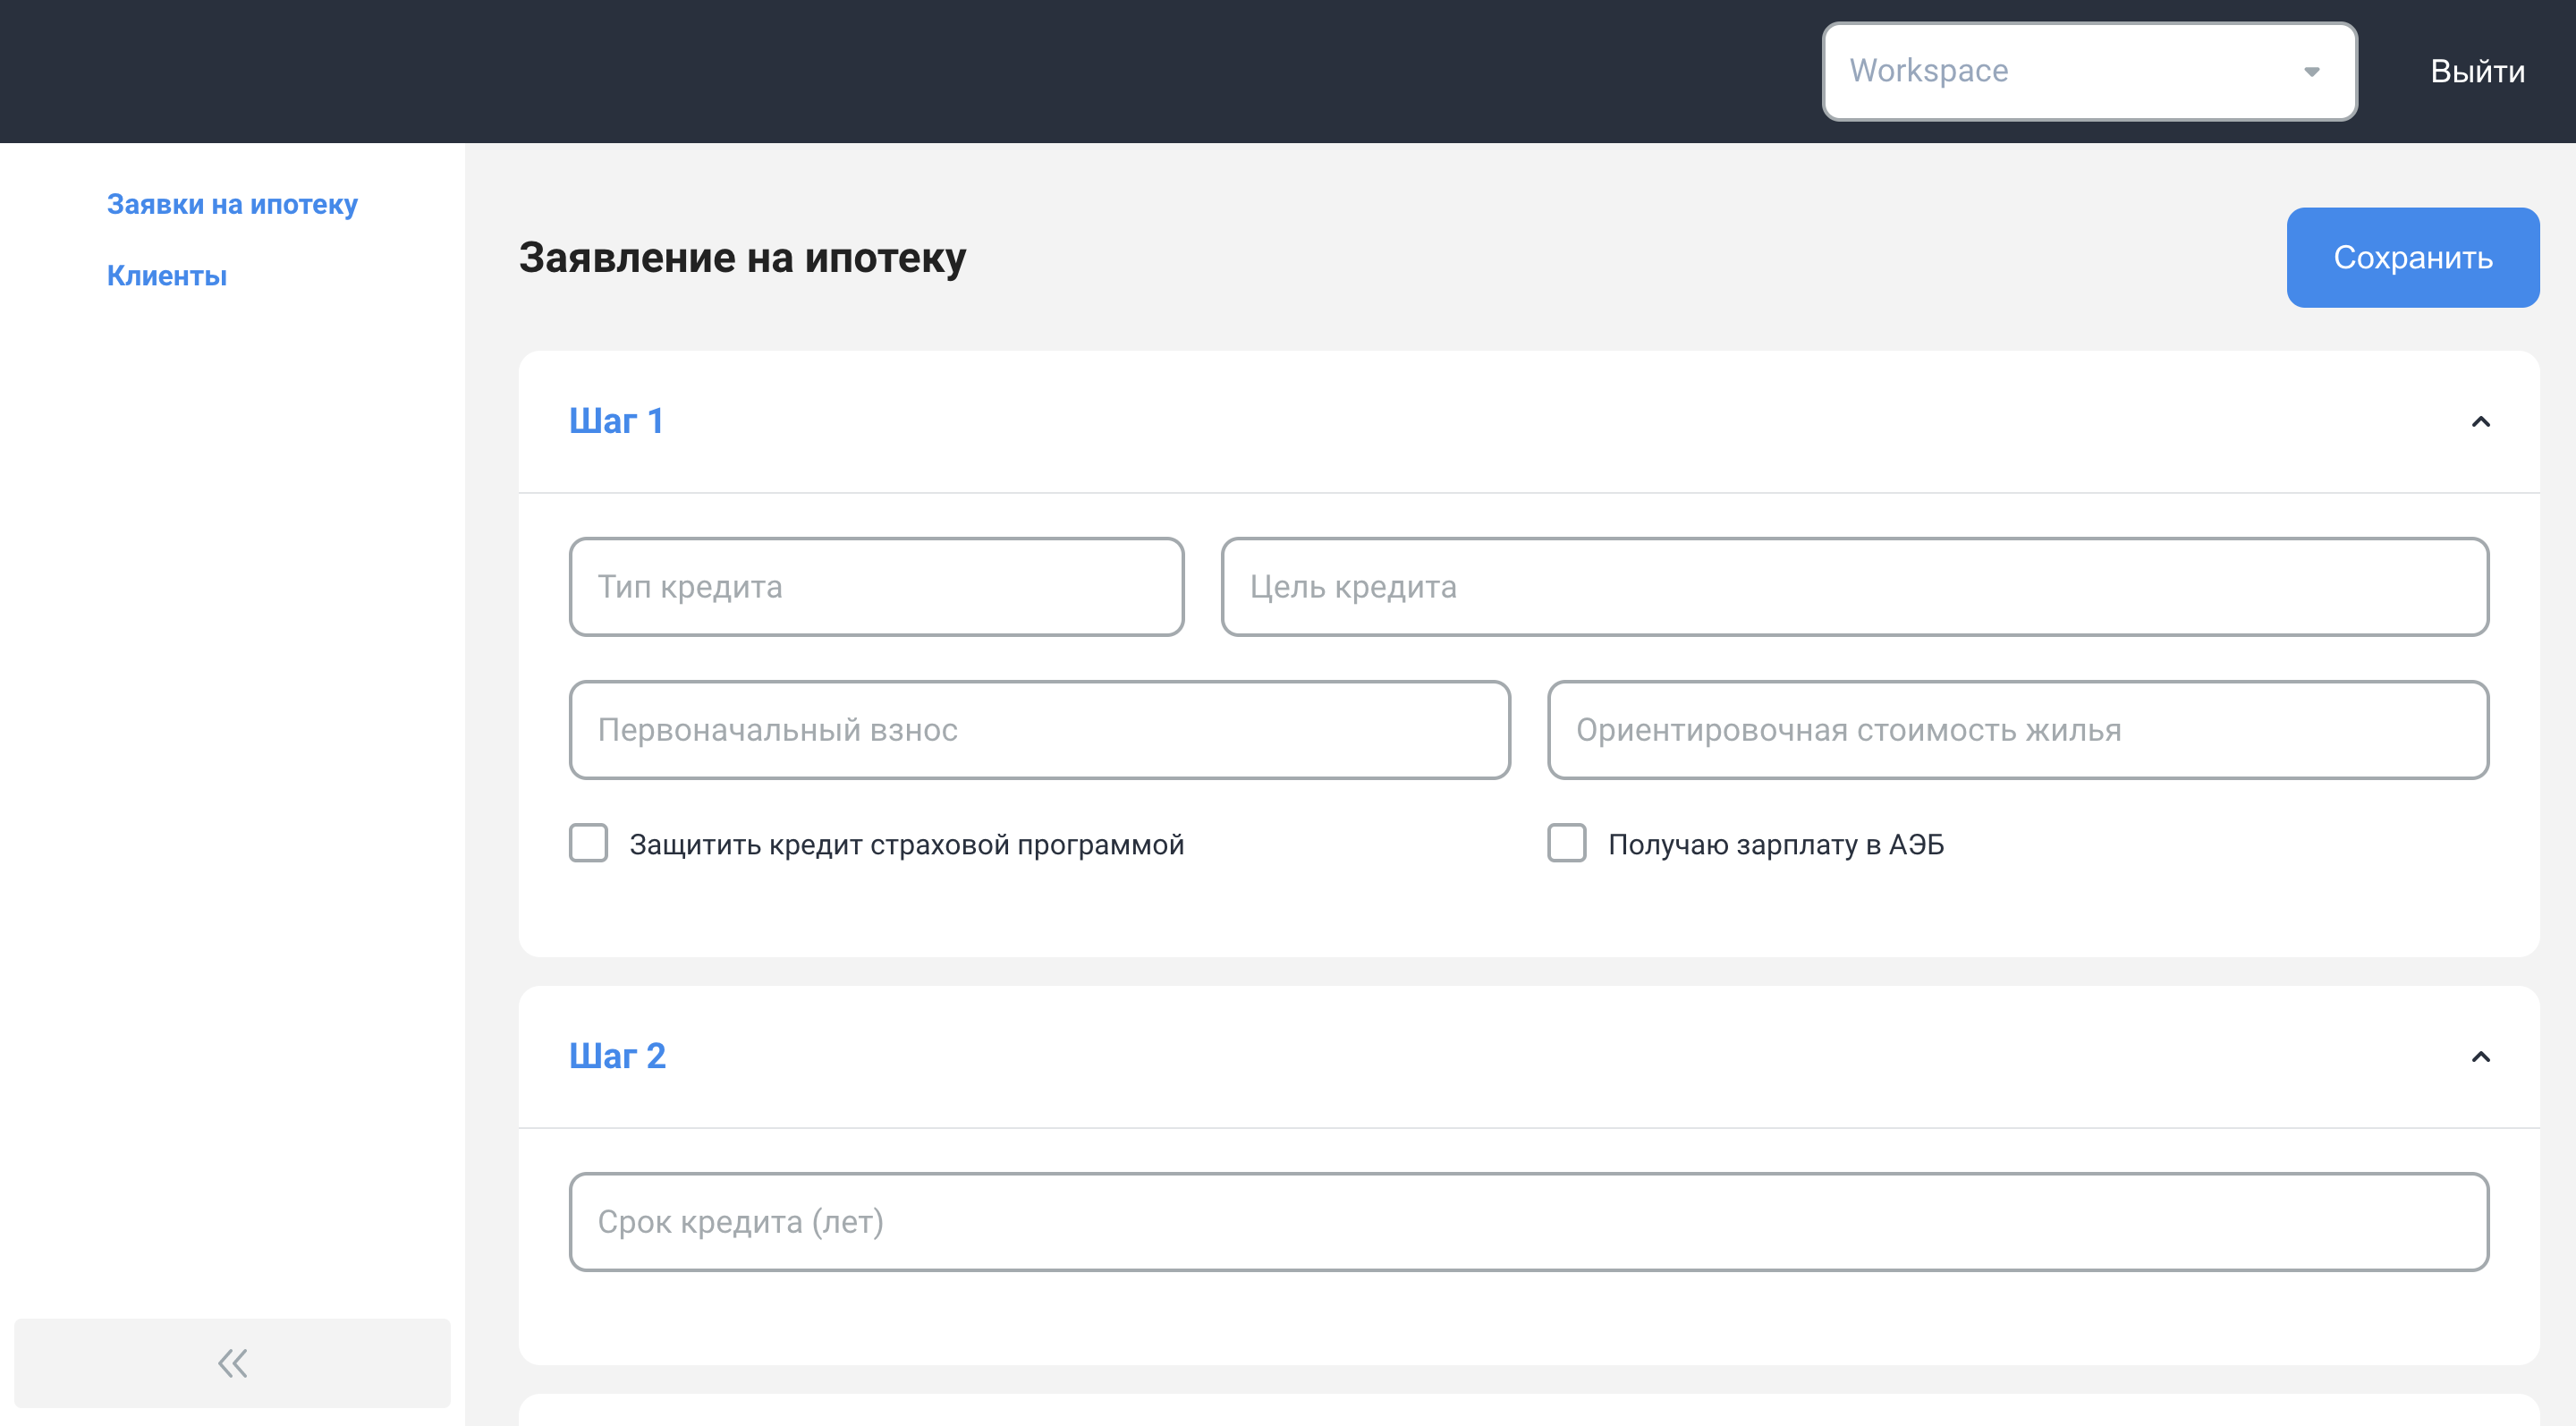 Workspace
Выйти
Заявки на ипотеку
Клиенты
Заявление на ипотеку
Сохранить
Шаг 1
Тип кредита
Цель кредита
Первоначальный взнос
Ориентировочная стоимость жилья
Защитить кредит страховой программой
Получаю зарплату в АЭБ
Шаг 2
Срок кредита (лет)